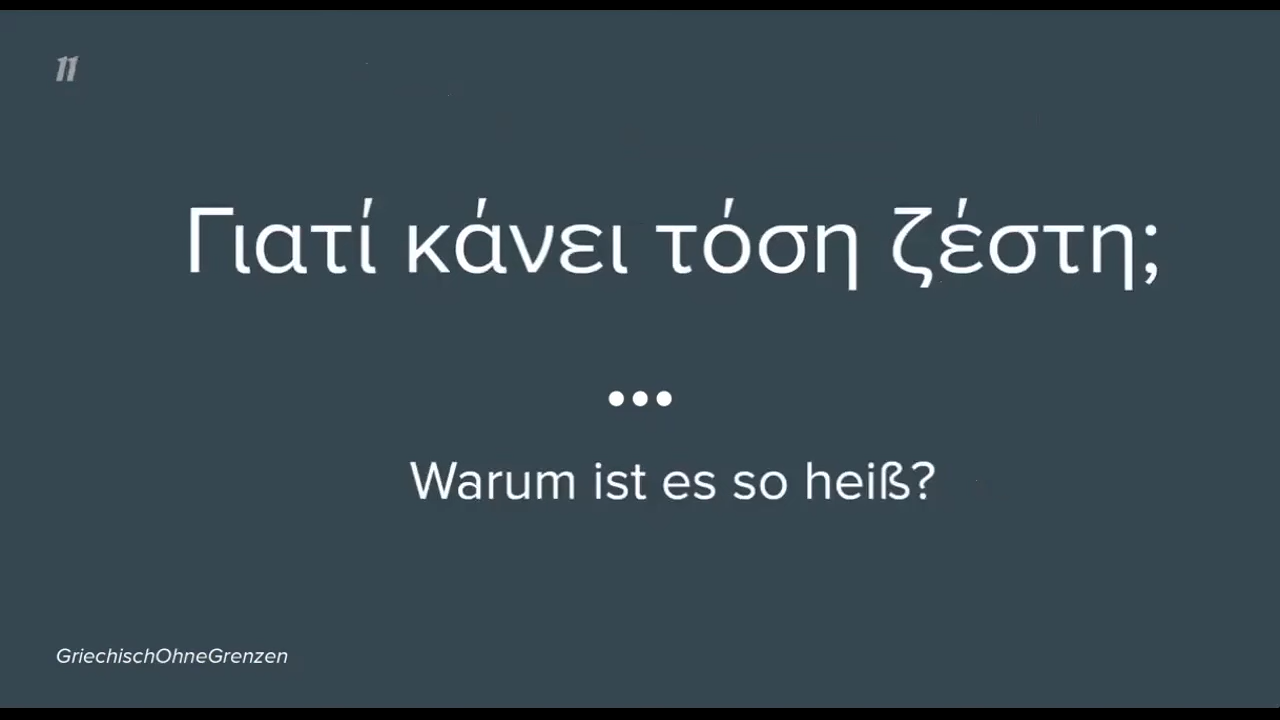 11
Γιατί κάνει τόση ζέστη;
•••
Warum ist es so heiß?
GriechischOhneGrenzen